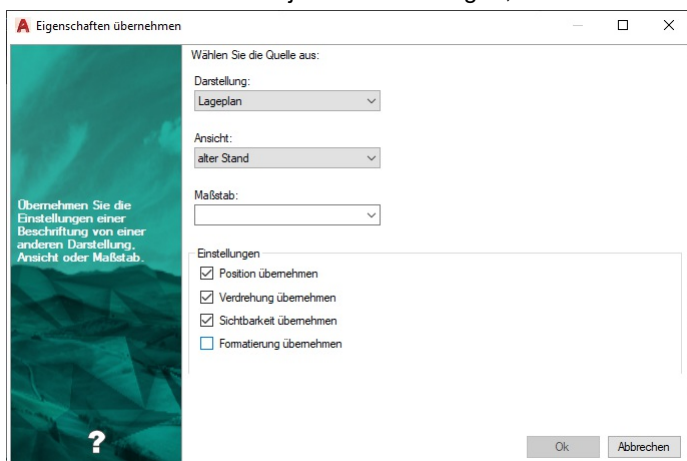 Eigenschaften übernehmen
Wählen Sie die Quelle aus:
Darstellung:
Lageplan
Ansicht:
alter Stand
Maßstab:
Übernehmen Sie die
Einstellungen einer
Beschriftung von einer
anderen Darstellung,
Ansicht oder Maßstab.
Einstellungen
Position übernehmen
Verdrehung übernehmen
Sichtbarkeit übernehmen
Formatierung übernehmen
?
Ok
Abbrechen